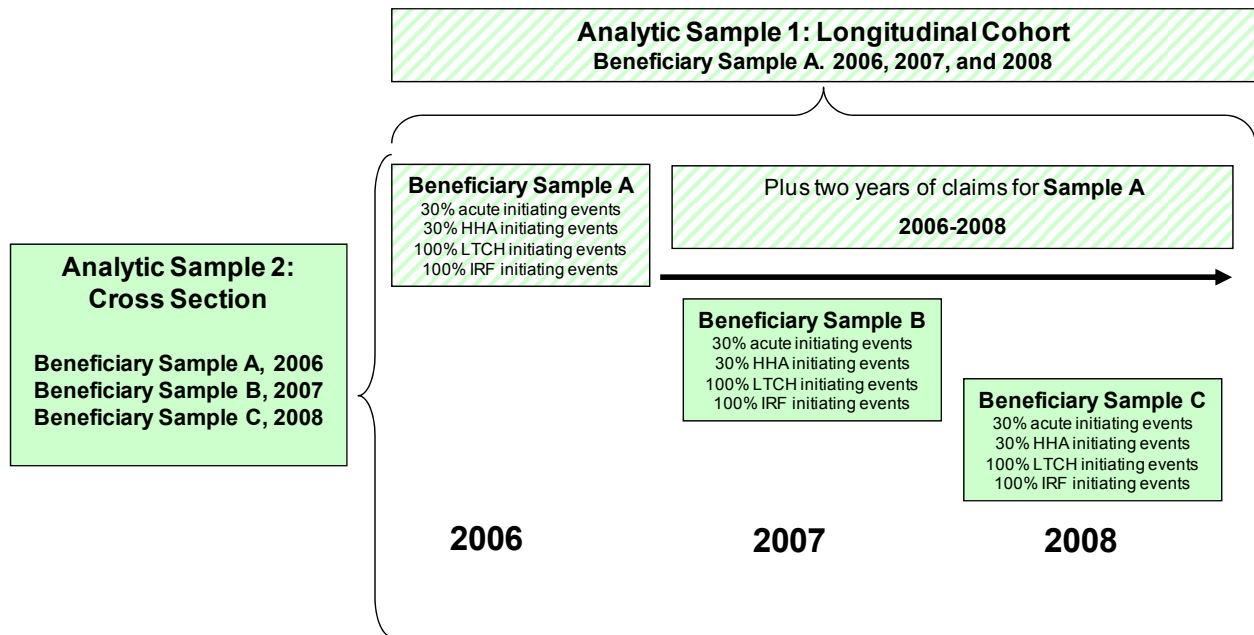 Analytic Sample 1: Longitudinal Cohort
Beneficiary Sample A. 2006, 2007, and 2008
Beneficiary Sample A
30% acute initiating events
30% HHA initiating events
100% LTCH initiating events
100% IRF initiating events
Plus two years of claims for Sample A
2006-2008
Analytic Sample 2:
Cross Section
Beneficiary Sample A, 2006
Beneficiary Sample B, 2007
Beneficiary Sample C, 2008
Beneficiary Sample B
30% acute initiating events
30% HHA initiating events
100% LTCH initiating events
100% IRF initiating events
Beneficiary Sample C
30% acute initiating events
30% HHA initiating events
100% LTCH initiating events
100% IRF initiating events
2006
2007
2008